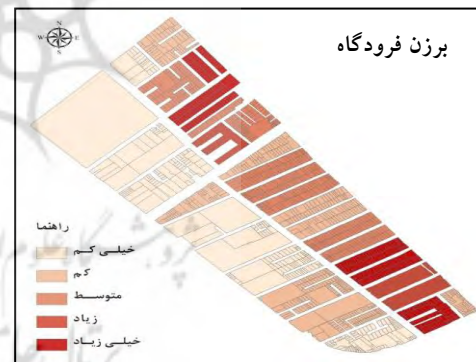 برزن فرودگاه
N
W E
S
راهنما
خیلی کم
کم
متوسط
زیاد
خیلی زیاد